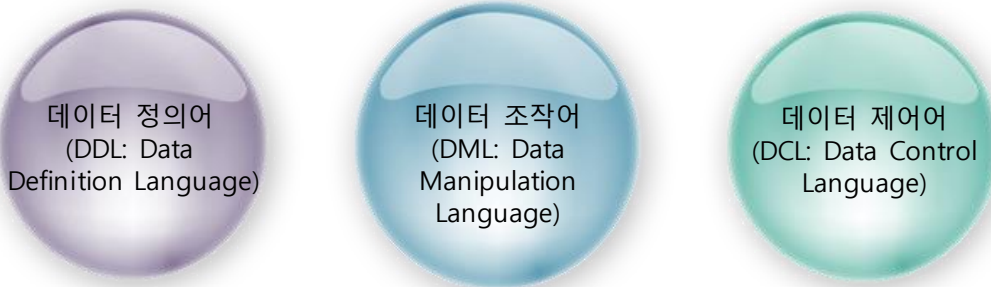 데이터 정의어
(DDL: Data
Definition Language)
데이터 조작어
(DML: Data
Manipulation
Language)
데이터 제어어
(DCL: Data Control
Language)